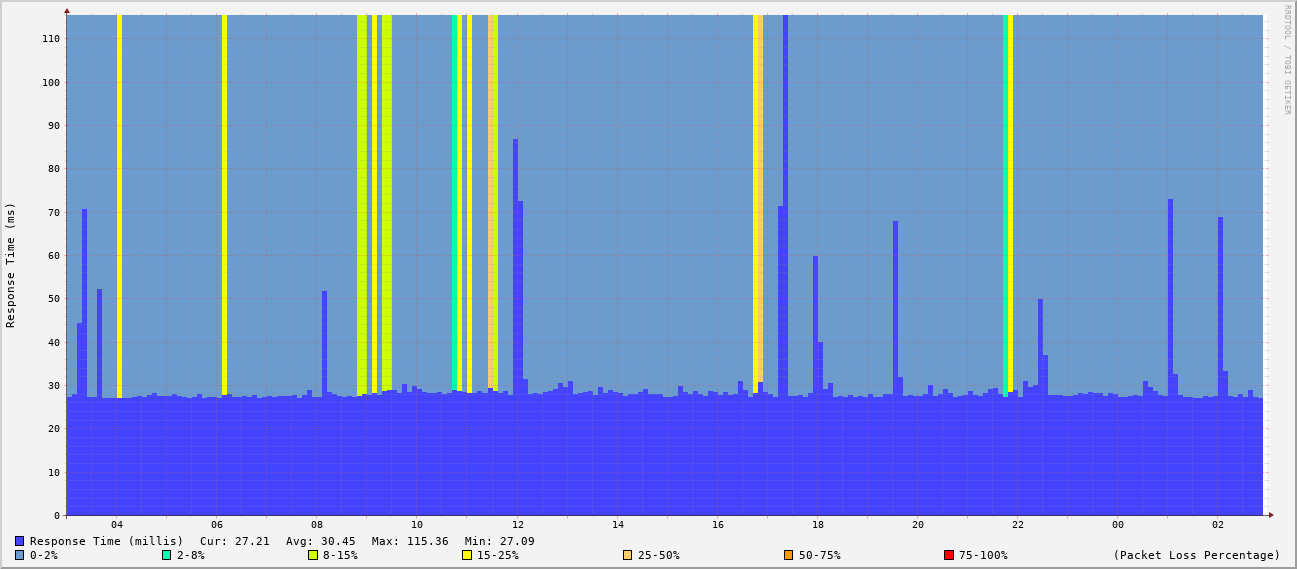 RRDTOOL / TOBI OETIKER
Response Time (ms)
110
100
90
80
70
60
50
40
30
20
10
0
04 06 08 10 12 14 16 18 20 22 00 02
Response Time (millis) Cur: 27.21 Avg: 30.45 Max: 115.36 Min: 27.09
0-2% 2-8% 8-15% 15-25% 25-50% 50-75% 75-100% (Packet Loss Percentage)